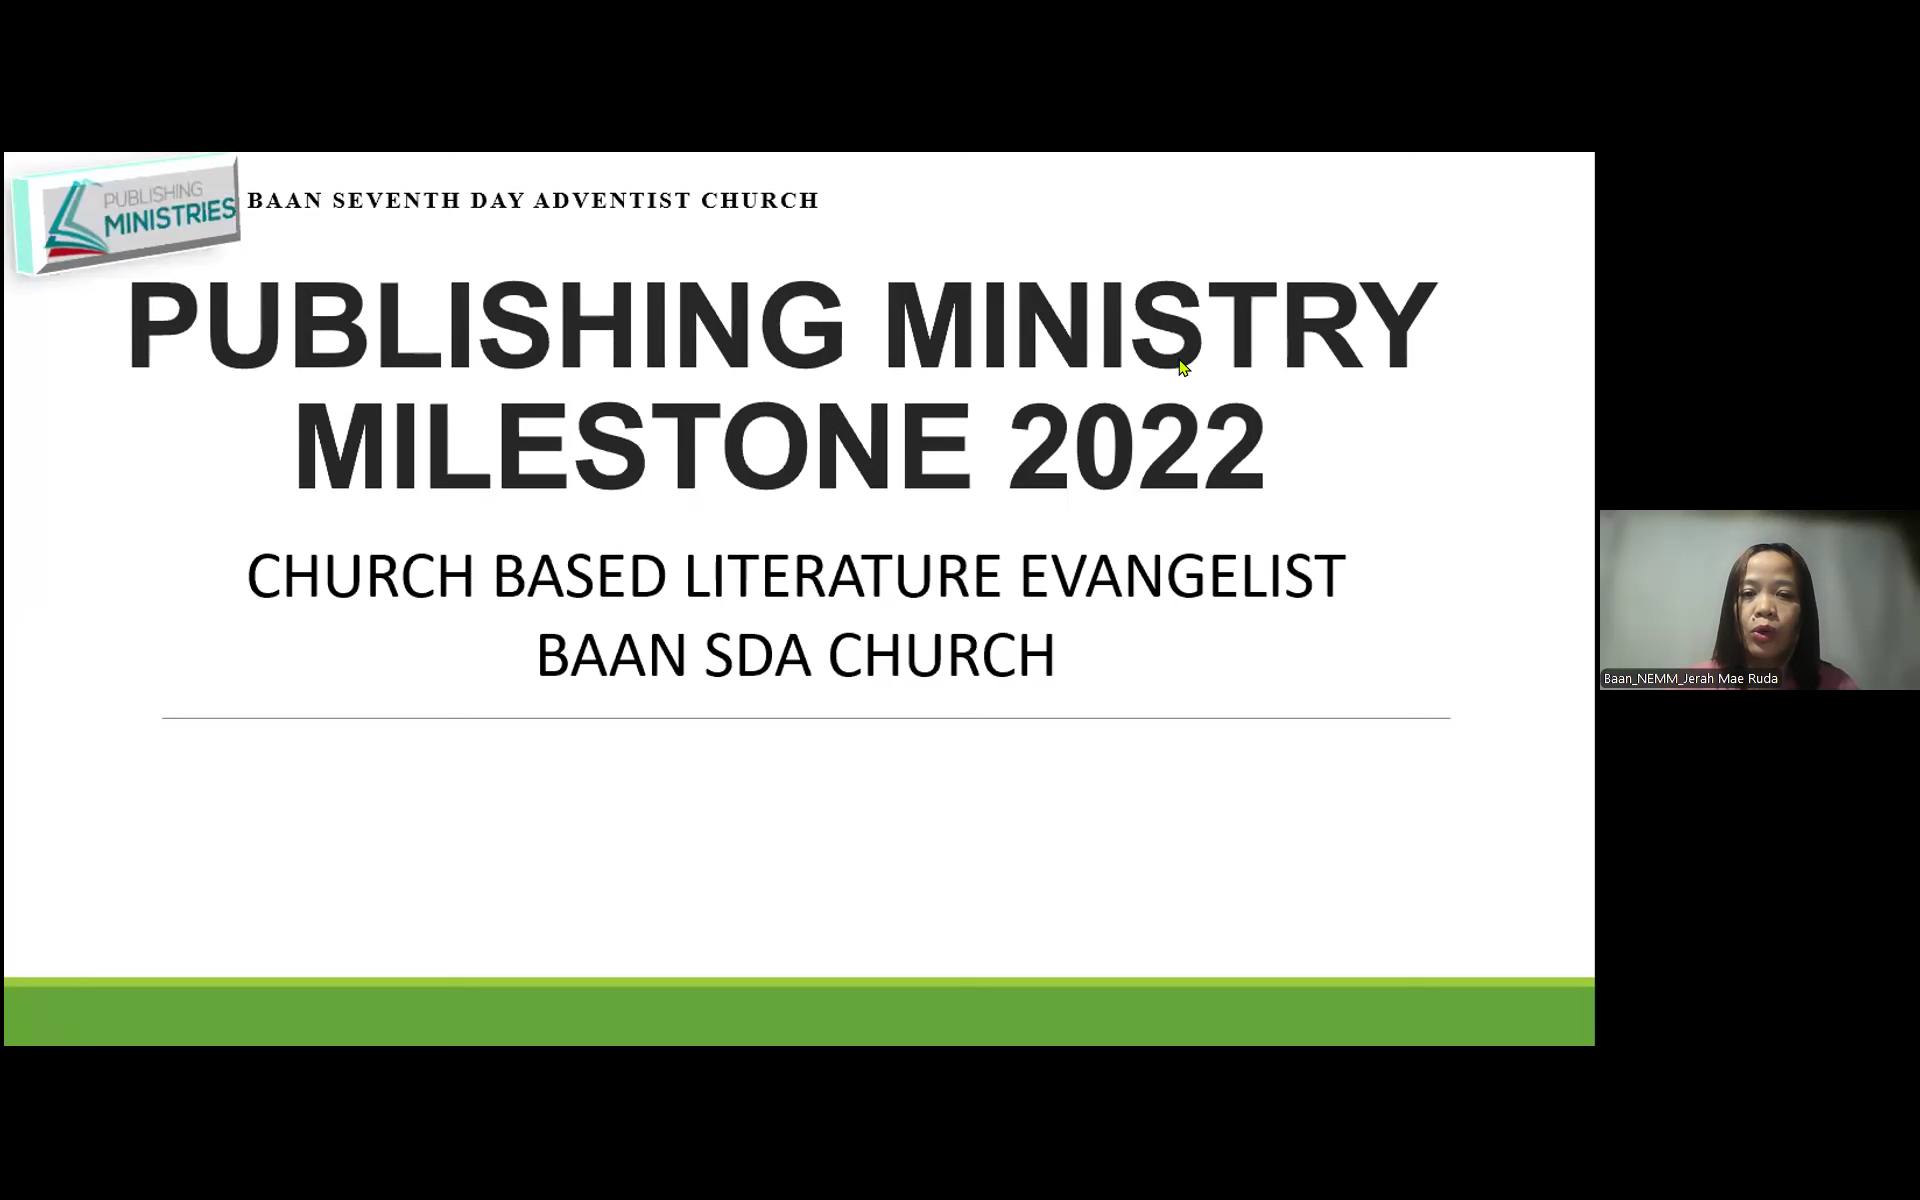 PUBLISHING
MINISTRIES
BAAN SEVENTH DAY ADVENTIST CHURCH
PUBLISHING MINISTRY
MILESTONE 2022
CHURCH BASED LITERATURE EVANGELIST
BAAN SDA CHURCH
Baan_NEMM_Jerah Mae Ruda